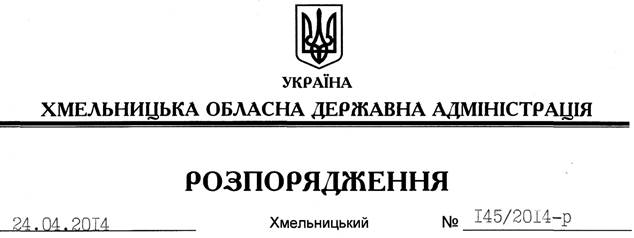 УКРАЇНА
ХМЕЛЬНИЦЬКА ОБЛАСНА ДЕРЖАВНА АДМІНІСТРАЦІЯ
РОЗПОРЯДЖЕННЯ
24.04.2014 Хмельницький № 145/2014-р